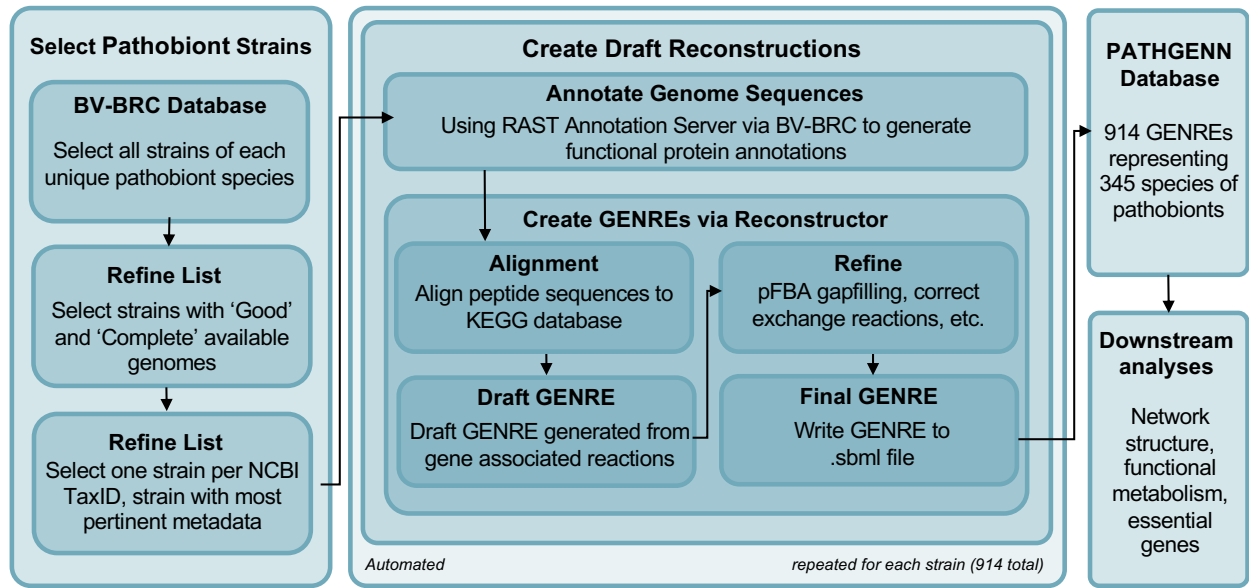 Select Pathobiont Strains
BV-BRC Database
Select all strains of each
unique pathobiont species
Refine List
Select strains with ‘Good’
and ‘Complete’ available
genomes
Refine List
Select one strain per NCBI
TaxID, strain with most
pertinent metadata
Create Draft Reconstructions
Annotate Genome Sequences
Using RAST Annotation Server via BV-BRC to generate
functional protein annotations
Create GENREs via Reconstructor
Alignment
Align peptide sequences to
KEGG database
Draft GENRE
Draft GENRE generated from
gene associated reactions
Refine
pFBA gapfilling, correct
exchange reactions, etc.
Final GENRE
Write GENRE to
.sbml file
Automated
repeated for each strain (914 total)
PATHGENN
Database
914 GENREs
representing
345 species of
pathobionts
Downstream
analyses
Network
structure,
functional
metabolism,
essential
genes